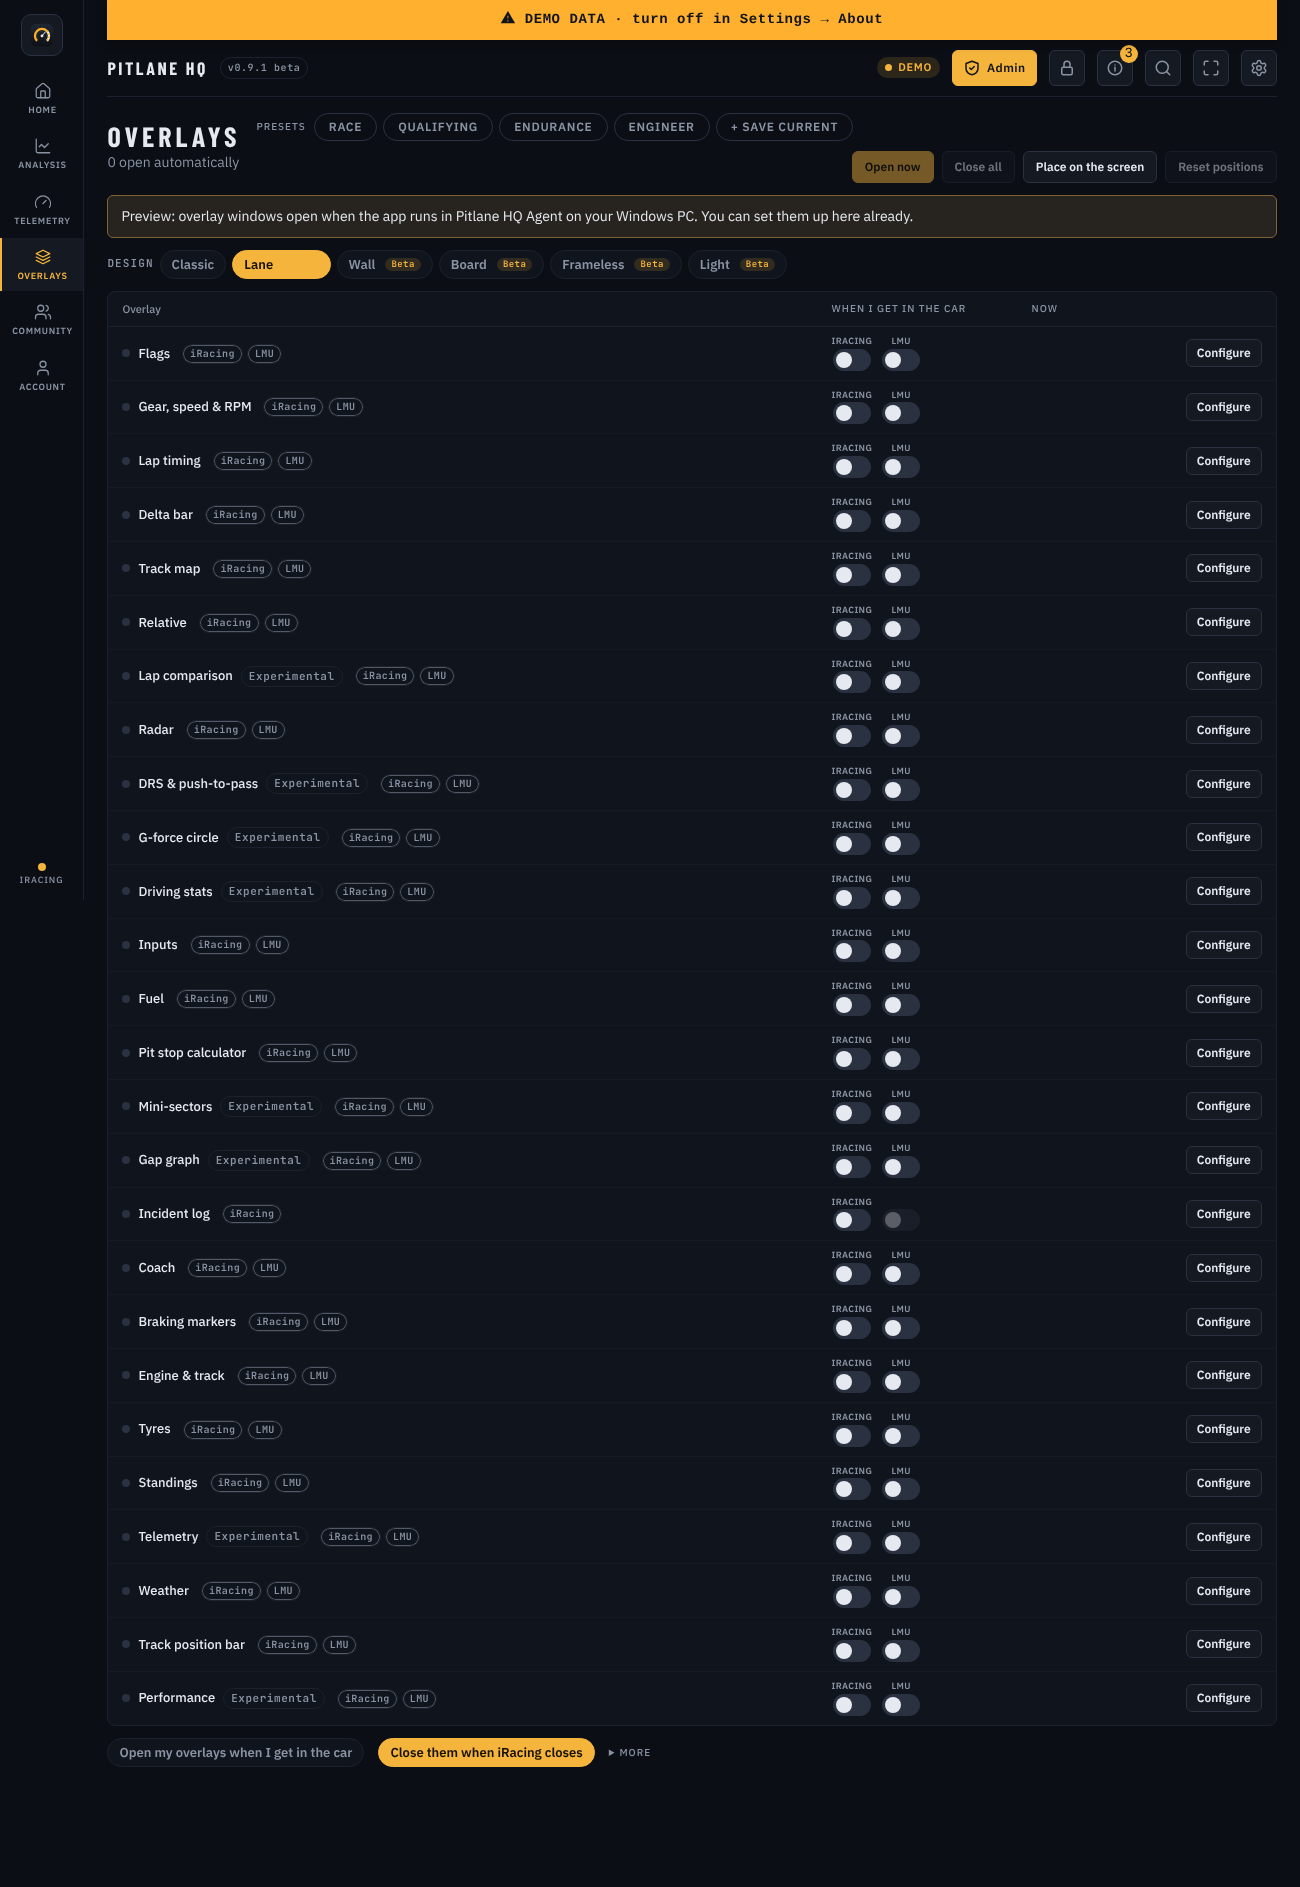 ⚠ DEMO DATA · turn off in Settings → About
PITLANE HQ v0.9.1 beta
DEMO Admin 3
HOME
ANALYSIS
TELEMETRY
OVERLAYS
COMMUNITY
ACCOUNT
IRACING
OVERLAYS PRESETS RACE QUALIFYING ENDURANCE ENGINEER + SAVE CURRENT
0 open automatically
Open now Close all Place on the screen Reset positions
Preview: overlay windows open when the app runs in Pitlane HQ Agent on your Windows PC. You can set them up here already.
DESIGN Classic Lane Wall Beta Board Beta Frameless Beta Light Beta
Overlay WHEN I GET IN THE CAR NOW
Flags iRacing LMU IRACING LMU Configure
Gear, speed & RPM iRacing LMU IRACING LMU Configure
Lap timing iRacing LMU IRACING LMU Configure
Delta bar iRacing LMU IRACING LMU Configure
Track map iRacing LMU IRACING LMU Configure
Relative iRacing LMU IRACING LMU Configure
Lap comparison Experimental iRacing LMU IRACING LMU Configure
Radar iRacing LMU IRACING LMU Configure
DRS & push-to-pass Experimental iRacing LMU IRACING LMU Configure
G-force circle Experimental iRacing LMU IRACING LMU Configure
Driving stats Experimental iRacing LMU IRACING LMU Configure
Inputs iRacing LMU IRACING LMU Configure
Fuel iRacing LMU IRACING LMU Configure
Pit stop calculator iRacing LMU IRACING LMU Configure
Mini-sectors Experimental iRacing LMU IRACING LMU Configure
Gap graph Experimental iRacing LMU IRACING LMU Configure
Incident log iRacing IRACING Configure
Coach iRacing LMU IRACING LMU Configure
Braking markers iRacing LMU IRACING LMU Configure
Engine & track iRacing LMU IRACING LMU Configure
Tyres iRacing LMU IRACING LMU Configure
Standings iRacing LMU IRACING LMU Configure
Telemetry Experimental iRacing LMU IRACING LMU Configure
Weather iRacing LMU IRACING LMU Configure
Track position bar iRacing LMU IRACING LMU Configure
Performance Experimental iRacing LMU IRACING LMU Configure
Open my overlays when I get in the car Close them when iRacing closes ▸ MORE